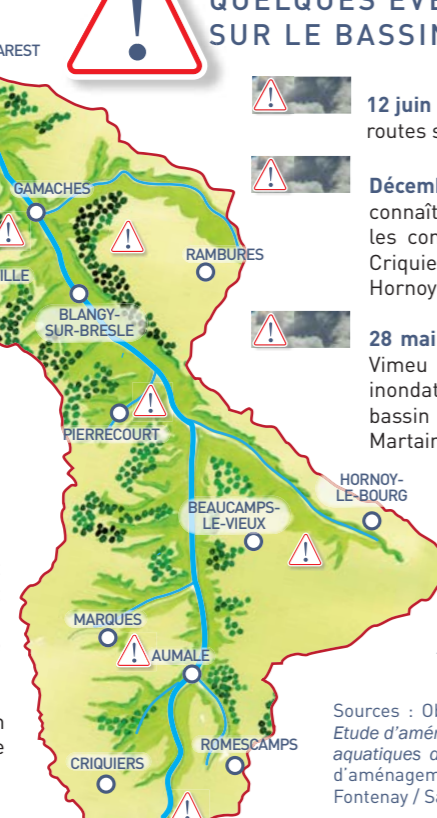 QUELQUES
SUR LE BASSIN
AREST
12 juin
routes s
GAMACHES
Décemb
connaît
les con
Criquie
Hornoy
RAMBURES
ILLE
BLANGY-
SUR-BRESLE
28 mai
Vimeu
inondat
bassin
Martain
PIERRECOURT
HORNOY-
LE-BOURG
BEAUCAMPS-
LE-VIEUX
MARQUES
AUMALE
ROMESCAMPS
CRIQUIERS
n
e
Sources : Ob
Etude d'amén
aquatiques d
d'aménagem
Fontenay / Sa